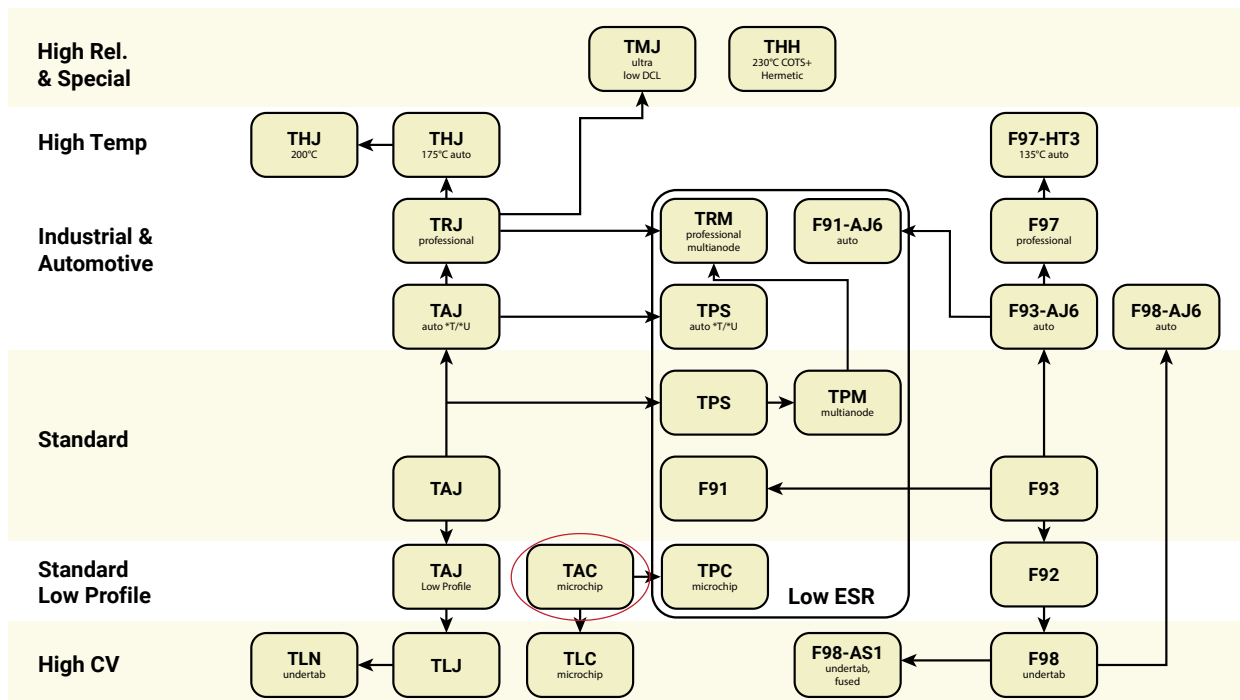 High Rel.
& Special
TMJ
ultra
low DCL
THH
230°C COTS+
Hermetic
High Temp
THJ
200°C
THJ
175°C auto
F97-HT3
135°C auto
Industrial &
Automotive
TRJ
professional
TRM
professional
multianode
F91-AJ6
auto
F97
professional
TAJ
auto *T/*U
TPS
auto *T/*U
F93-AJ6
auto
F98-AJ6
auto
Standard
TPS
TPM
multianode
TAJ
F91
F93
Standard
Low Profile
TAJ
Low Profile
TAC
microchip
TPC
microchip
Low ESR
F92
High CV
TLN
undertab
TLJ
TLC
microchip
F98-AS1
undertab,
fused
F98
undertab